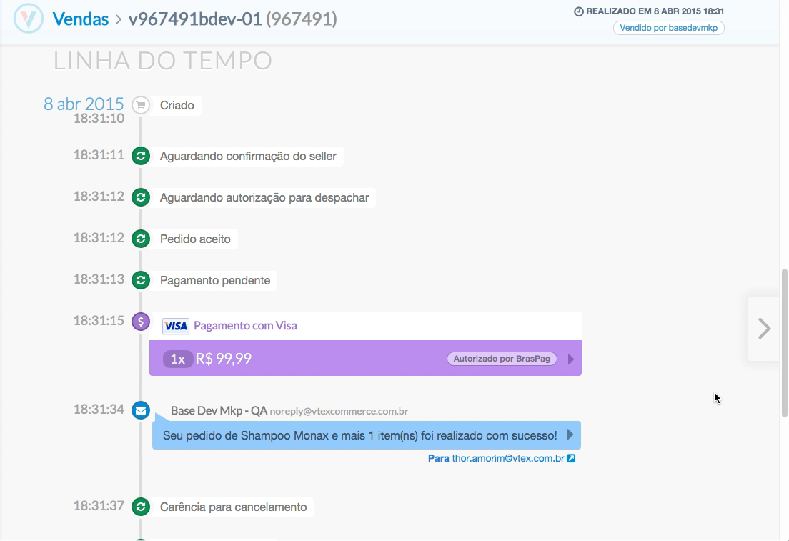 Vendas > v967491bdev-01 (967491)
REALIZADO EM 8 ABR 2015 18:31
Vendido por basedevmkp
LINHA DO TEMPO
8 abr 2015
18:31:10 Criado
18:31:11 Aguardando confirmação do seller
18:31:12 Aguardando autorização para despachar
18:31:12 Pedido aceito
18:31:13 Pagamento pendente
18:31:15 $ VISA Pagamento com Visa
1x R$ 99,99 Autorizado por BrasPag
18:31:34 Base Dev Mkp - QA noreply@vtexcommerce.com.br
Seu pedido de Shampoo Monax e mais 1 item(ns) foi realizado com sucesso!
Para thor.amorim@vtex.com.br
18:31:37 Carência para cancelamento